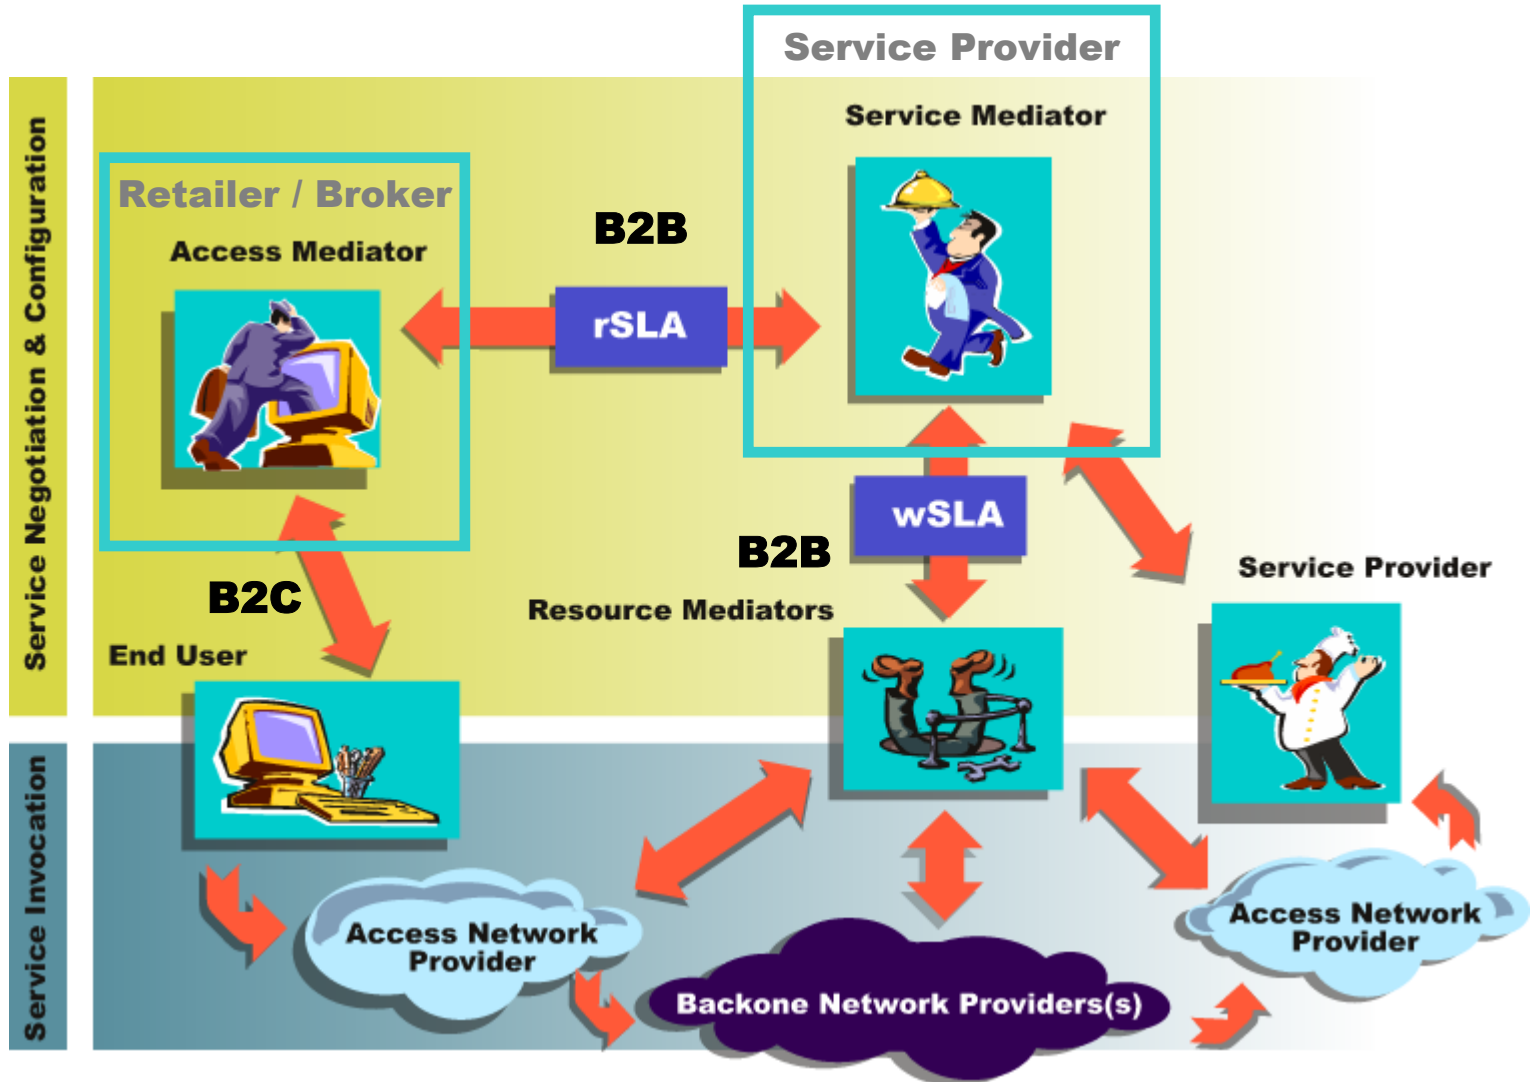 Service Provider
Service Mediator
Retailer / Broker
Access Mediator
B2B
rSLA
Service Negotiation & Configuration
wSLA
B2B
B2C
Service Provider
Resource Mediators
End User
Service Invocation
Access Network
Provider
Access Network
Provider
Backone Network Providers(s)